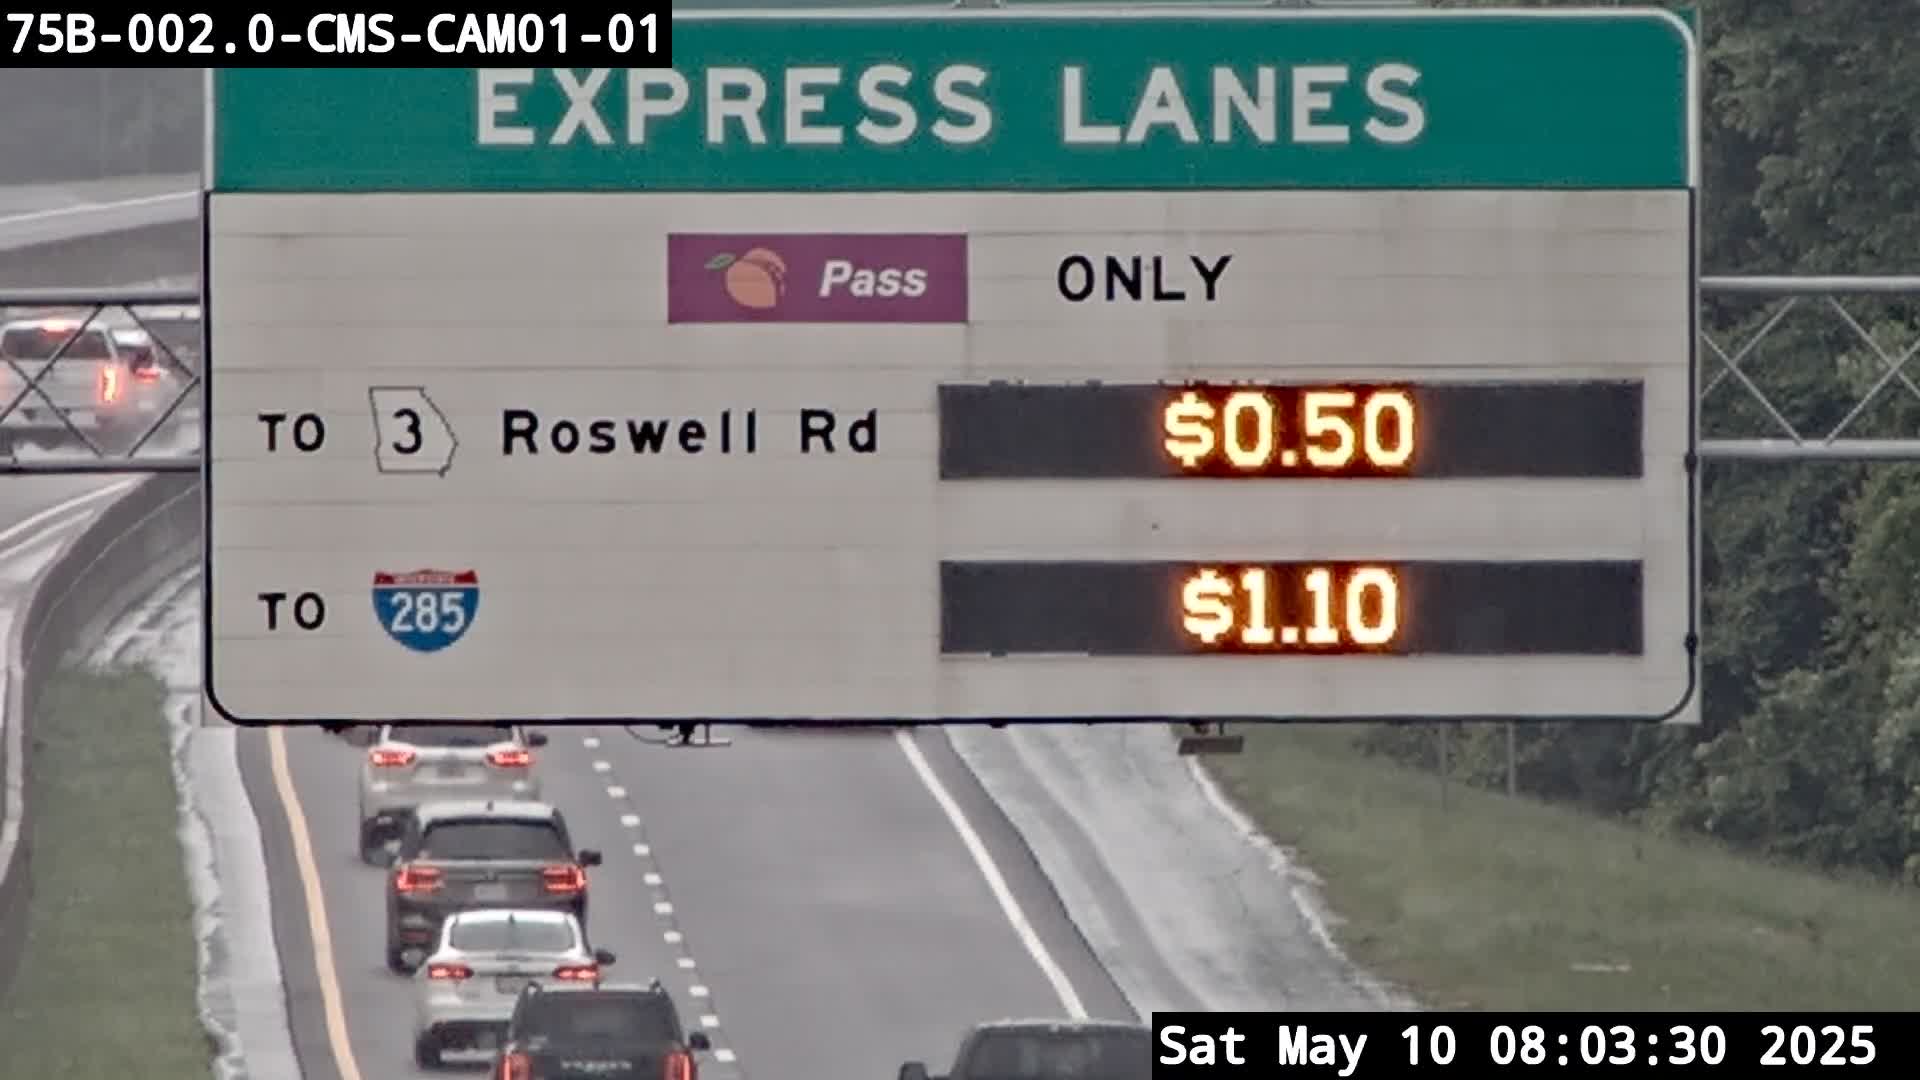 75B-002.0-CMS-CAM01-01
EXPRESS LANES
Pass ONLY
TO 3 Roswell Rd $0.50
TO 285 $1.10
Sat May 10 08:03:30 2025